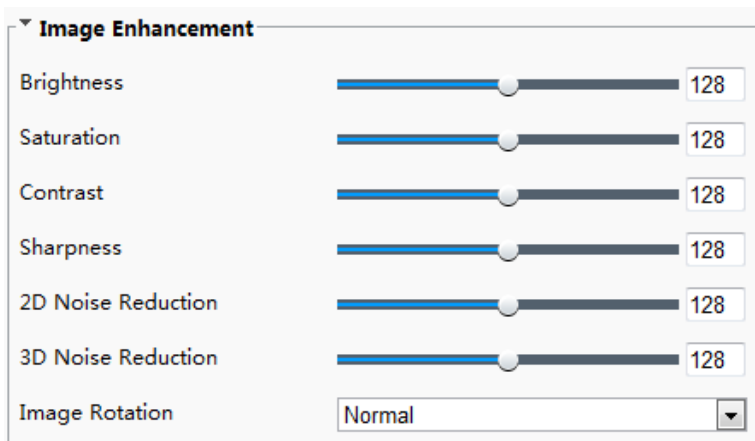 Image Enhancement
Brightness 128
Saturation 128
Contrast 128
Sharpness 128
2D Noise Reduction 128
3D Noise Reduction 128
Image Rotation Normal